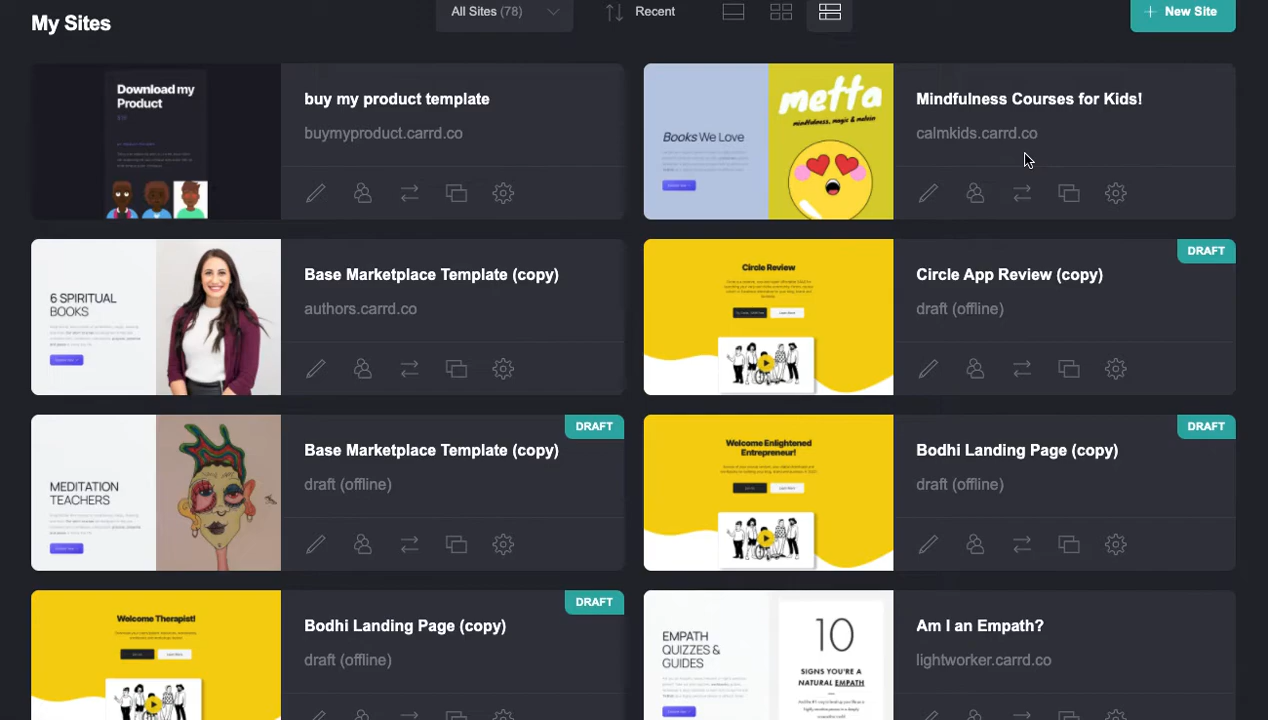 My Sites
All Sites (78)
Recent
New Site
Download my
Product
buy my product template
buymyproduct.carrd.co
Books We Love
metta
mindfulness, magic & melvin
Mindfulness Courses for Kids!
calmkids.carrd.co
6 SPIRITUAL
BOOKS
Base Marketplace Template (copy)
authors.carrd.co
Circle Review
Circle App Review (copy)
draft (offline)
DRAFT
MEDITATION
TEACHERS
Base Marketplace Template (copy)
draft (offline)
DRAFT
Welcome Enlightened
Entrepreneur!
Bodhi Landing Page (copy)
draft (offline)
DRAFT
Welcome Therapist!
Bodhi Landing Page (copy)
draft (offline)
DRAFT
EMPATH
QUIZZES &
GUIDES
10
SIGNS YOU'RE A
NATURAL EMPATH
Am I an Empath?
lightworker.carrd.co